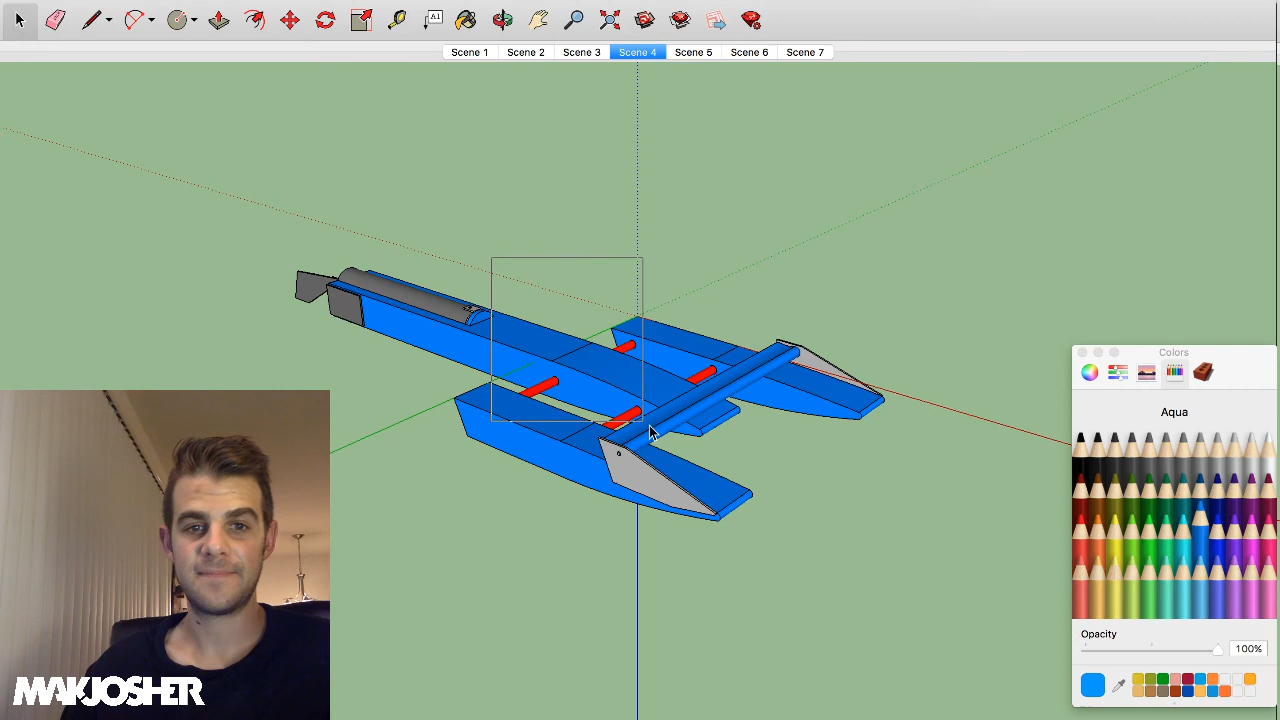 A1
Scene 1
Scene 2
Scene 3
Scene 4
Scene 5
Scene 6
Scene 7
Colors
Aqua
Opacity
100%
MAKJOSHER